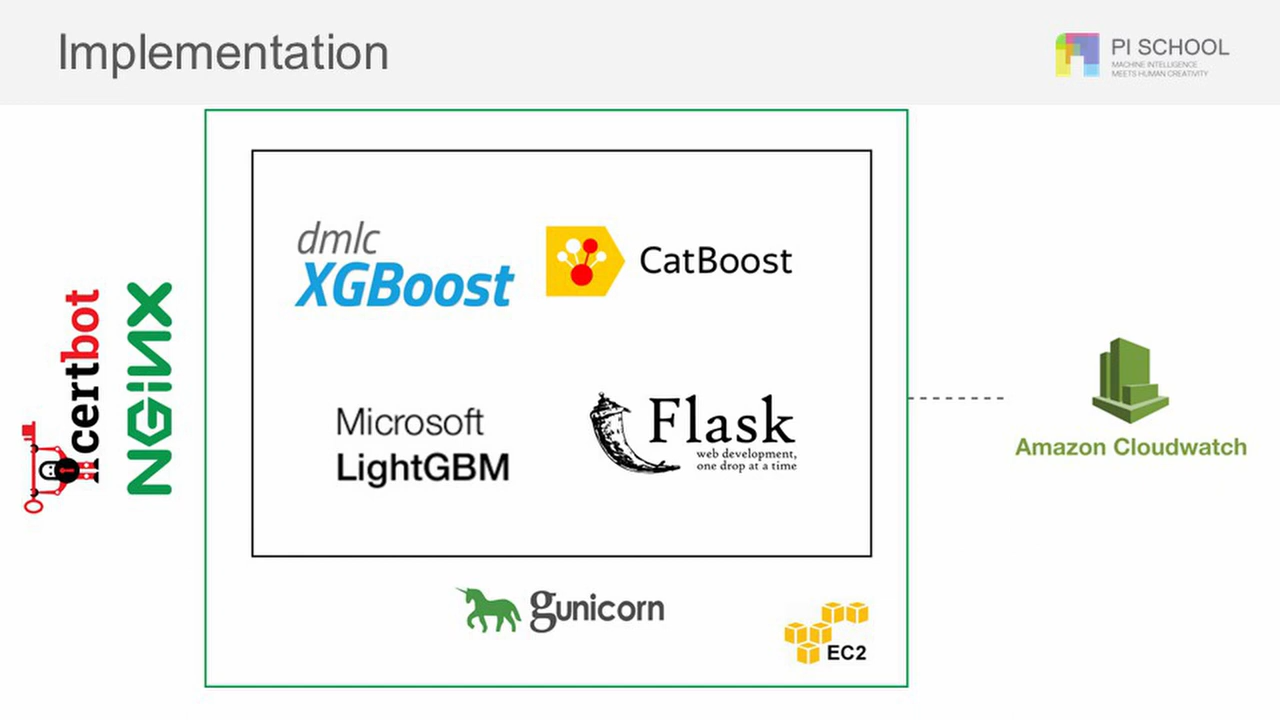 Implementation
PI SCHOOL
MACHINE INTELLIGENCE
MEETS HUMAN CREATIVITY
certbot
NGINX
dmlc
XGBoost
CatBoost
Microsoft
LightGBM
Flask
web development,
one drop at a time
gunicorn
EC2
Amazon Cloudwatch